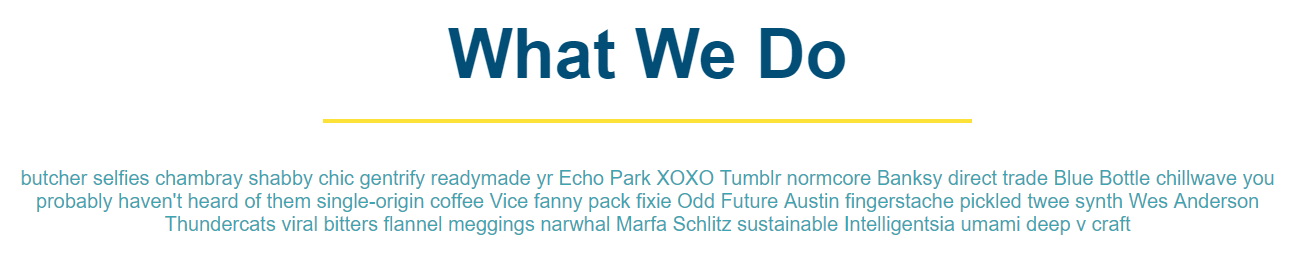 What We Do
butcher selfies chambray shabby chic gentrify readymade yr Echo Park XOXO Tumblr normcore Banksy direct trade Blue Bottle chillwave you
probably haven't heard of them single-origin coffee Vice fanny pack fixie Odd Future Austin fingerstache pickled twee synth Wes Anderson
Thundercats viral bitters flannel meggings narwhal Marfa Schlitz sustainable Intelligentsia umami deep v craft